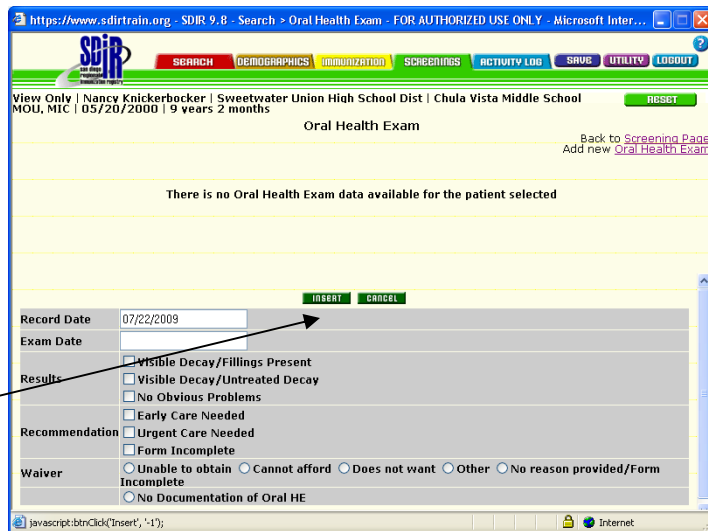 https://www.sdirtrain.org - SDIR 9.8 - Search > Oral Health Exam - FOR AUTHORIZED USE ONLY - Microsoft Inter...
SDIR
san diego
regional
immunization registry
SEARCH DEMOGRAPHICS IMMUNIZATION SCREENINGS ACTIVITY LOG SAVE UTILITY LOGOUT ?
View Only | Nancy Knickerbocker | Sweetwater Union High School Dist | Chula Vista Middle School
RESET
MOU, MIC | 05/20/2000 | 9 years 2 months
Oral Health Exam
Back to Screening Page
Add new Oral Health Exam
There is no Oral Health Exam data available for the patient selected
INSERT CANCEL
Record Date 07/22/2009
Exam Date
Visible Decay/Fillings Present
Results Visible Decay/Untreated Decay
No Obvious Problems
Early Care Needed
Recommendation Urgent Care Needed
Form Incomplete
Waiver Unable to obtain Cannot afford Does not want Other No reason provided/Form
Incomplete
No Documentation of Oral HE
javascript:btnClick('Insert', '-1'); Internet